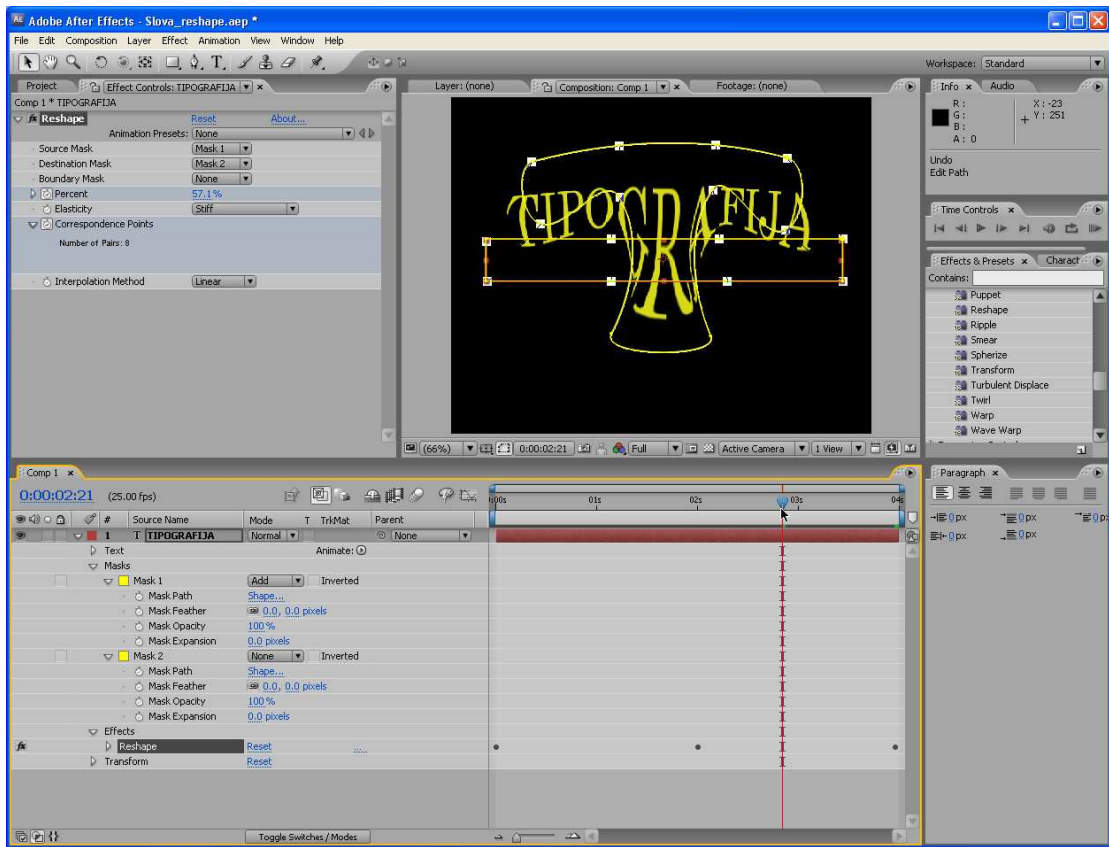 Adobe After Effects - Slova_reshape.aep *
File Edit Composition Layer Effect Animation View Window Help
Workspace: Standard
Project Effect Controls: TIPOGRAFIJA
Comp 1 * TIPOGRAFIJA
fx Reshape Reset About...
Animation Presets: None
Source Mask Mask 1
Destination Mask Mask 2
Boundary Mask None
Percent 57.1%
Elasticity Stiff
Correspondence Points
Number of Pairs: 8
Interpolation Method Linear
Layer: (none) Composition: Comp 1 Footage: (none)
TIPOGRAFIJA
(66%) 0:00:02:21 Full Active Camera 1 View
Info Audio
R: X: -23
G: Y: 251
B:
A: 0
Undo
Edit Path
Time Controls
Effects & Presets Charact
Contains:
Puppet
Reshape
Ripple
Smear
Spherize
Transform
Turbulent Displace
Twirl
Warp
Wave Warp
Comp 1
0:00:02:21 (25.00 fps)
# Source Name Mode T TrkMat Parent
1 T TIPOGRAFIJA Normal None
Text Animate:
Masks
Mask 1 Add Inverted
Mask Path Shape...
Mask Feather 0.0, 0.0 pixels
Mask Opacity 100%
Mask Expansion 0.0 pixels
Mask 2 None Inverted
Mask Path Shape...
Mask Feather 0.0, 0.0 pixels
Mask Opacity 100%
Mask Expansion 0.0 pixels
Effects
fx Reshape Reset ...
Transform Reset
Toggle Switches / Modes
01s 02s 03s
Paragraph
0 px 0 px
0 px 0 px